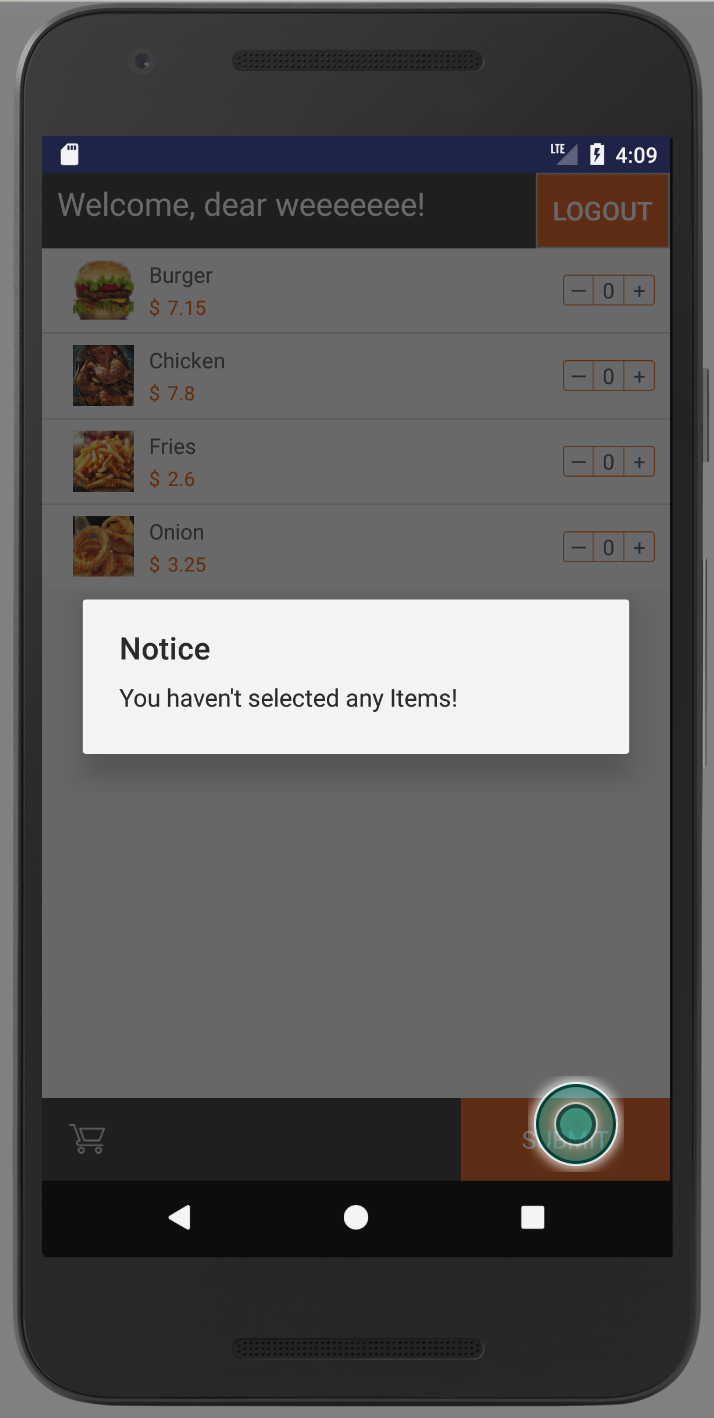 LTE 4:09
Welcome, dear weeeeeee!
LOGOUT
Burger
$ 7.15
— 0 +
Chicken
$ 7.8
— 0 +
Fries
$ 2.6
— 0 +
Onion
$ 3.25
— 0 +
Notice
You haven't selected any Items!
SUBMIT